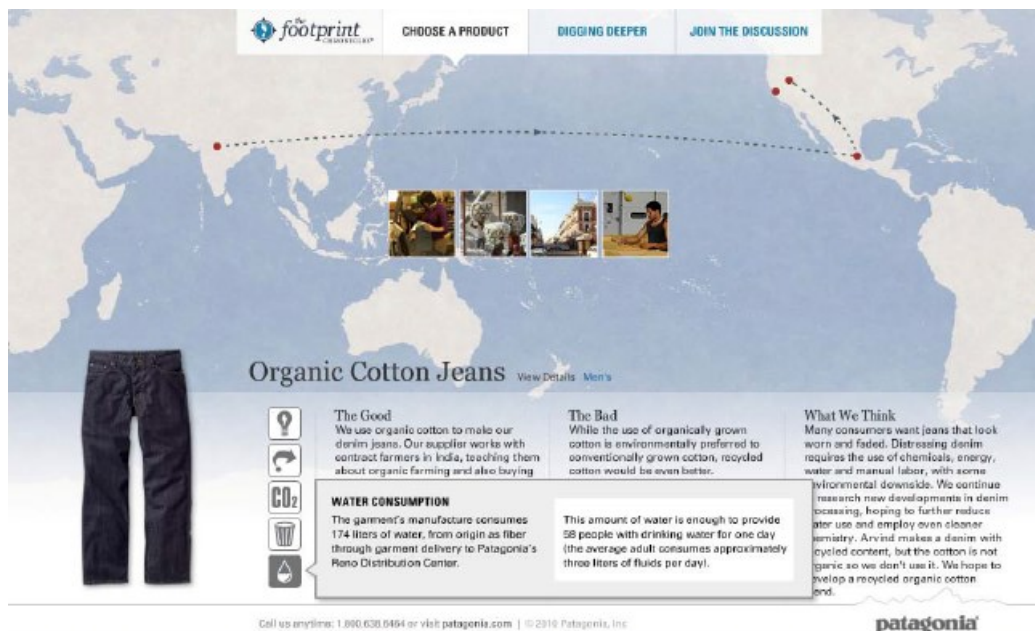 the footprint CHRONICLES®
CHOOSE A PRODUCT
DIGGING DEEPER
JOIN THE DISCUSSION
Organic Cotton Jeans View Details Men's
The Good
We use organic cotton to make our
denim jeans. Our supplier works with
contract farmers in India, teaching them
about organic farming and also buying
The Bad
While the use of organically grown
cotton is environmentally preferred to
conventionally grown cotton, recycled
cotton would be even better.
What We Think
Many consumers want jeans that look
worn and faded. Distressing denim
requires the use of chemicals, energy,
water and manual labor, with some
environmental downside. We continue
research new developments in denim
rocessing, hoping to further reduce
ater use and employ even cleaner
emistry. Arvind makes a denim with
cycled content, but the cotton is not
rganic so we don't use it. We hope to
evelop a recycled organic cotton
end.
CO2
WATER CONSUMPTION
The garment's manufacture consumes
174 liters of water, from origin as fiber
through garment delivery to Patagonia's
Reno Distribution Center.
This amount of water is enough to provide
58 people with drinking water for one day
(the average adult consumes approximately
three liters of fluids per day).
Call us anytime: 1.800.638.6464 or visit patagonia.com | © 2010 Patagonia, Inc
patagonia®